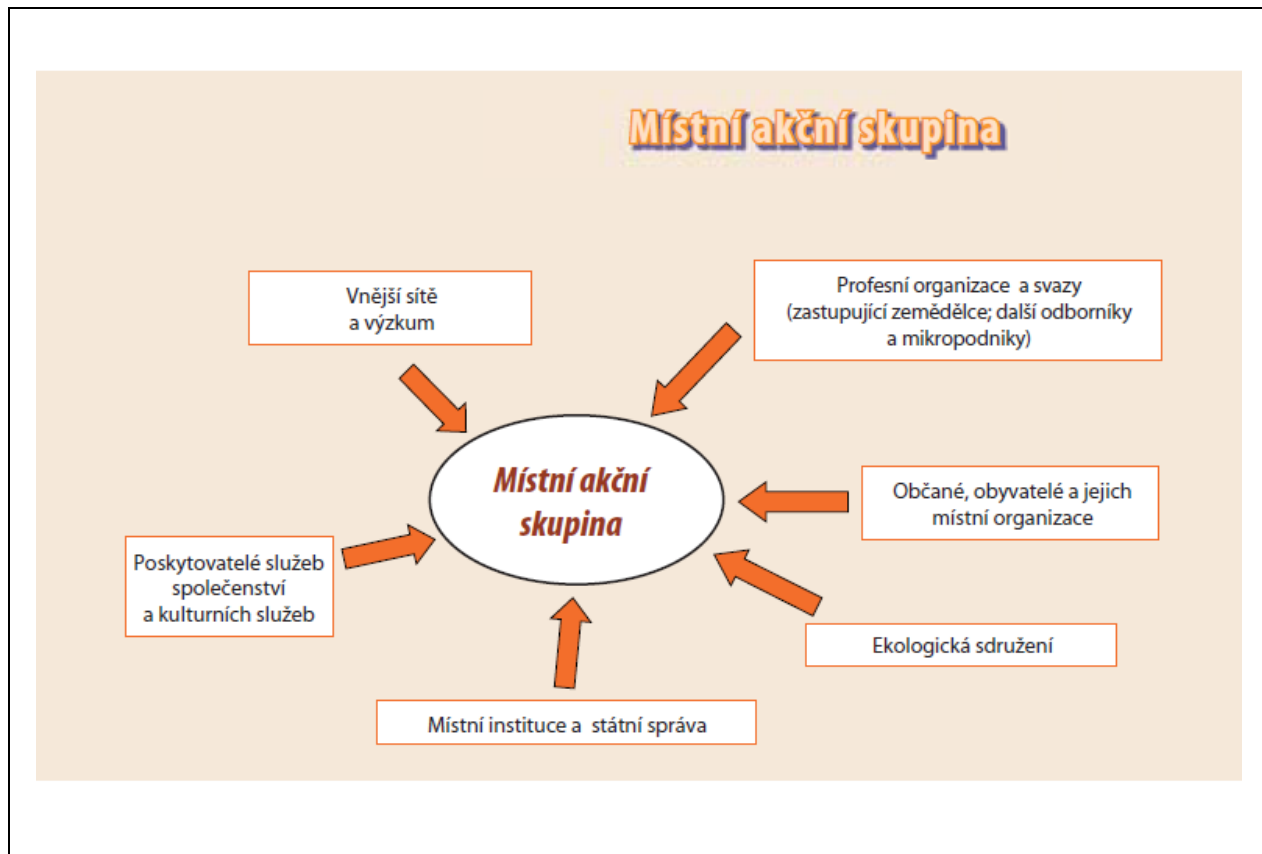 Místní akční skupina
Vnější sítě
a výzkum
Profesní organizace a svazy
(zastupující zemědělce; další odborníky
a mikropodniky)
Místní akční
skupina
Občané, obyvatelé a jejich
místní organizace
Poskytovatelé služeb
společenství
a kulturních služeb
Ekologická sdružení
Místní instituce a státní správa